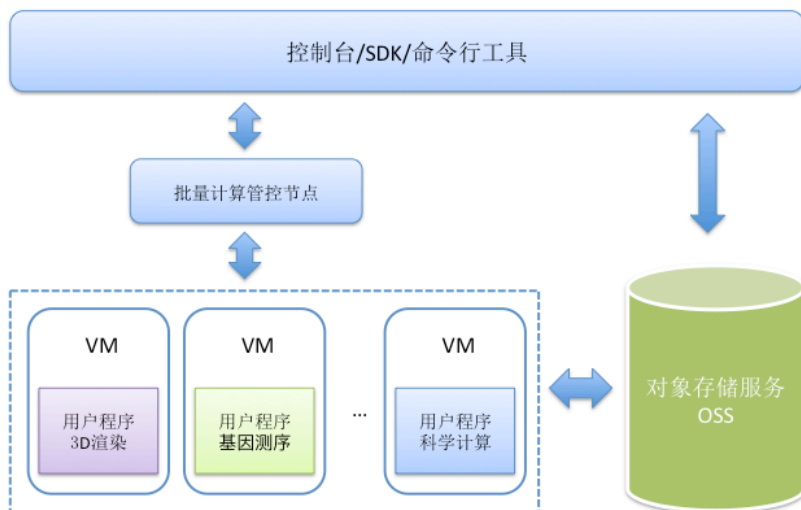 控制台/SDK/命令行工具
批量计算管控节点
VM
VM
VM
用户程序
3D渲染
用户程序
基因测序
...
用户程序
科学计算
对象存储服务
OSS